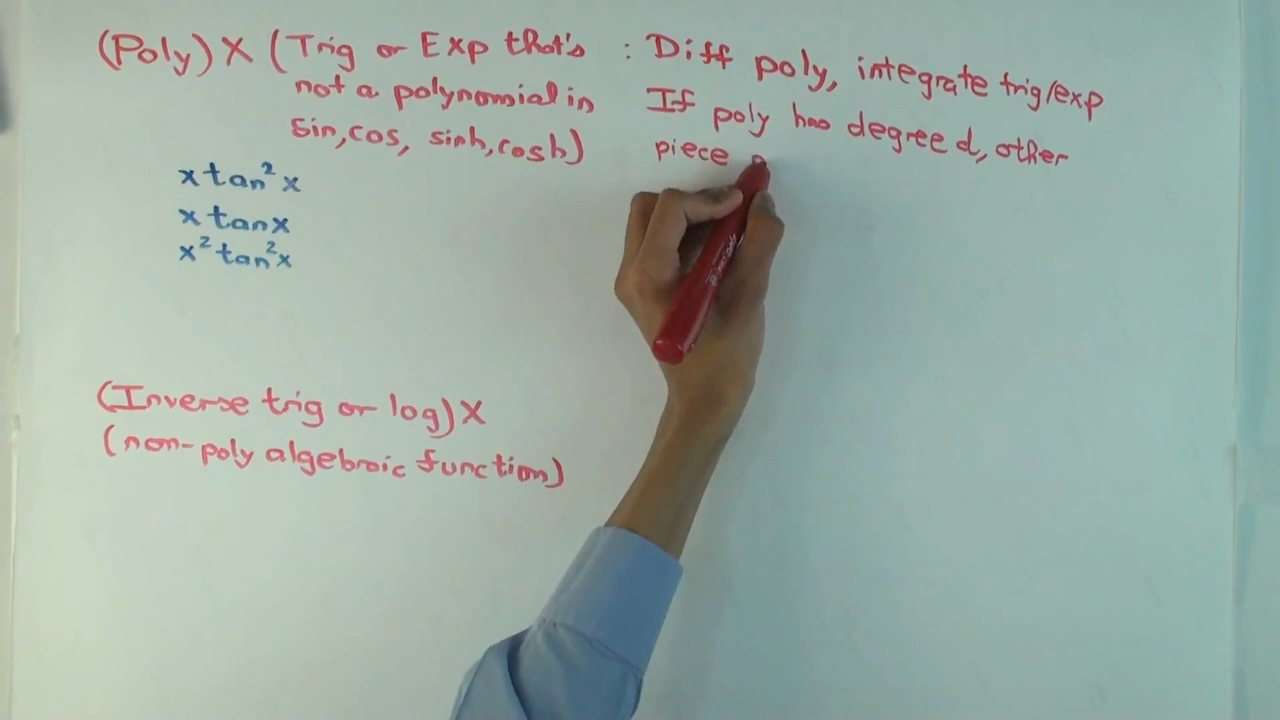 (Poly) X (Trig or Exp that's
not a polynomial in
sin, cos, sinh, cosh)
: Diff poly, integrate trig/exp
If poly has degree d, other
piece
x tan² x
x tan x
x² tan² x
(Inverse trig or log) X
(non-poly algebraic function)